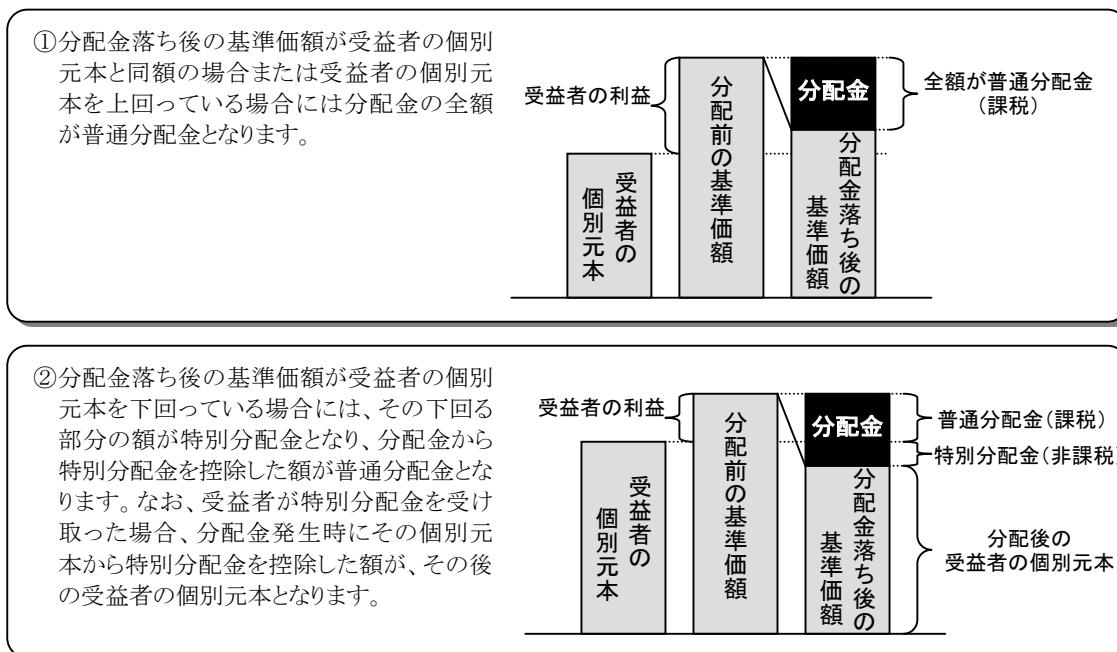 ①分配金落ち後の基準価額が受益者の個別
元本と同額の場合または受益者の個別元
本を上回っている場合には分配金の全額
が普通分配金となります。
受益者の利益
受益者の
個別元本
分配前の基準価額
分配金
分配金落ち後の
基準価額
全額が普通分配金
(課税)
②分配金落ち後の基準価額が受益者の個別
元本を下回っている場合には、その下回る
部分の額が特別分配金となり、分配金から
特別分配金を控除した額が普通分配金とな
ります。なお、受益者が特別分配金を受け
取った場合、分配金発生時にその個別元
本から特別分配金を控除した額が、その後
の受益者の個別元本となります。
受益者の利益
受益者の
個別元本
分配前の基準価額
分配金
分配金落ち後の
基準価額
普通分配金(課税)
特別分配金(非課税)
分配後の
受益者の個別元本